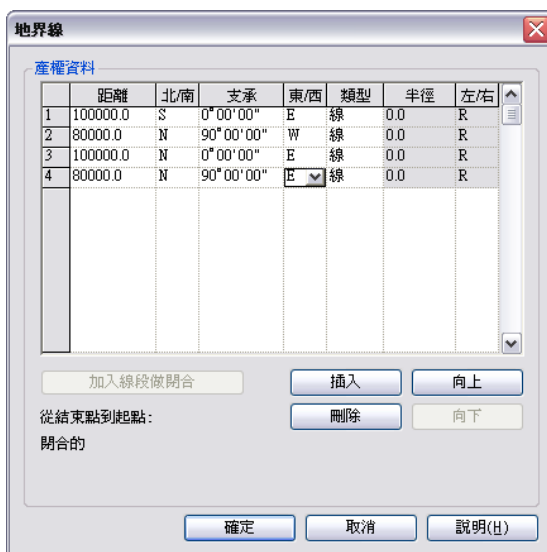 地界線
產權資料
距離 北/南 支承 東/西 類型 半徑 左/右
1 100000.0 S 0°00'00" E 線 0.0 R
2 80000.0 N 90°00'00" W 線 0.0 R
3 100000.0 N 0°00'00" E 線 0.0 R
4 80000.0 N 90°00'00" E 線 0.0 R
加入線段做閉合 插入 向上
從結束點到起點: 刪除 向下
閉合的
確定 取消 說明(H)